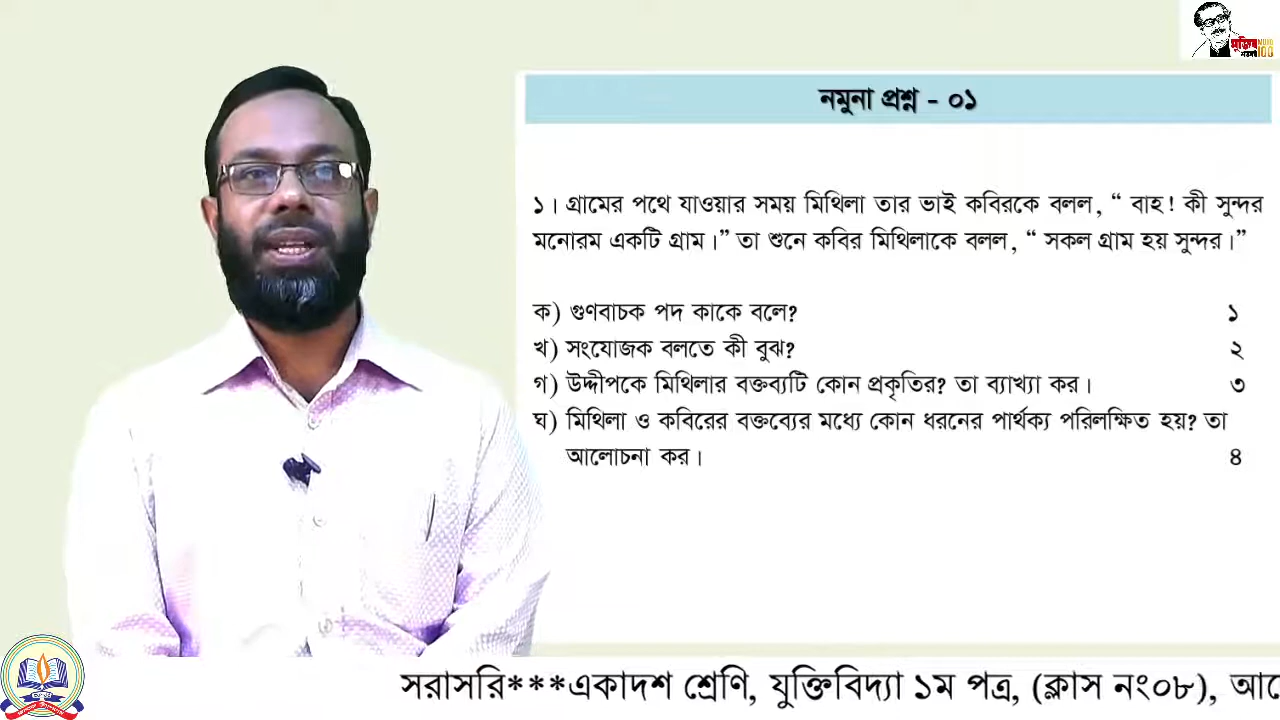 মুজিব
MUJIB
100
নমুনা প্রশ্ন - ০১
১। গ্রামের পথে যাওয়ার সময় মিথিলা তার ভাই কবিরকে বলল, “ বাহ! কী সুন্দর
মনোরম একটি গ্রাম।” তা শুনে কবির মিথিলাকে বলল, “ সকল গ্রাম হয় সুন্দর।”
ক) গুণবাচক পদ কাকে বলে? ১
খ) সংযোজক বলতে কী বুঝ? ২
গ) উদ্দীপকে মিথিলার বক্তব্যটি কোন প্রকৃতির? তা ব্যাখ্যা কর। ৩
ঘ) মিথিলা ও কবিরের বক্তব্যের মধ্যে কোন ধরনের পার্থক্য পরিলক্ষিত হয়? তা
আলোচনা কর। ৪
সরাসরি***একাদশ শ্রেণি, যুক্তিবিদ্যা ১ম পত্র, (ক্লাস নং০৮),